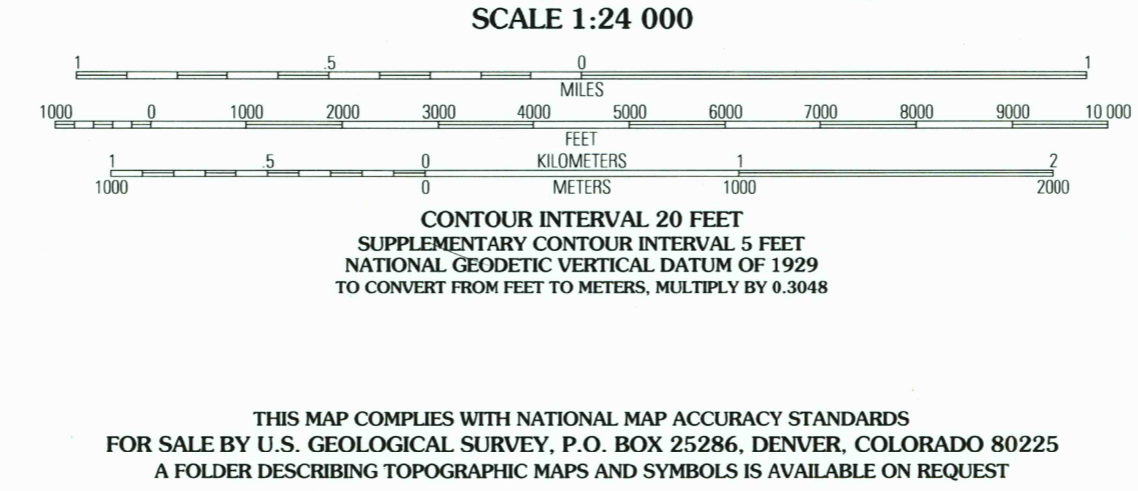 SCALE 1:24 000
1 .5 0 1
MILES
1000 0 1000 2000 3000 4000 5000 6000 7000 8000 9000 10 000
FEET
1 .5 0 KILOMETERS 1 2
1000 0 METERS 1000 2000
CONTOUR INTERVAL 20 FEET
SUPPLEMENTARY CONTOUR INTERVAL 5 FEET
NATIONAL GEODETIC VERTICAL DATUM OF 1929
TO CONVERT FROM FEET TO METERS, MULTIPLY BY 0.3048
THIS MAP COMPLIES WITH NATIONAL MAP ACCURACY STANDARDS
FOR SALE BY U.S. GEOLOGICAL SURVEY, P.O. BOX 25286, DENVER, COLORADO 80225
A FOLDER DESCRIBING TOPOGRAPHIC MAPS AND SYMBOLS IS AVAILABLE ON REQUEST